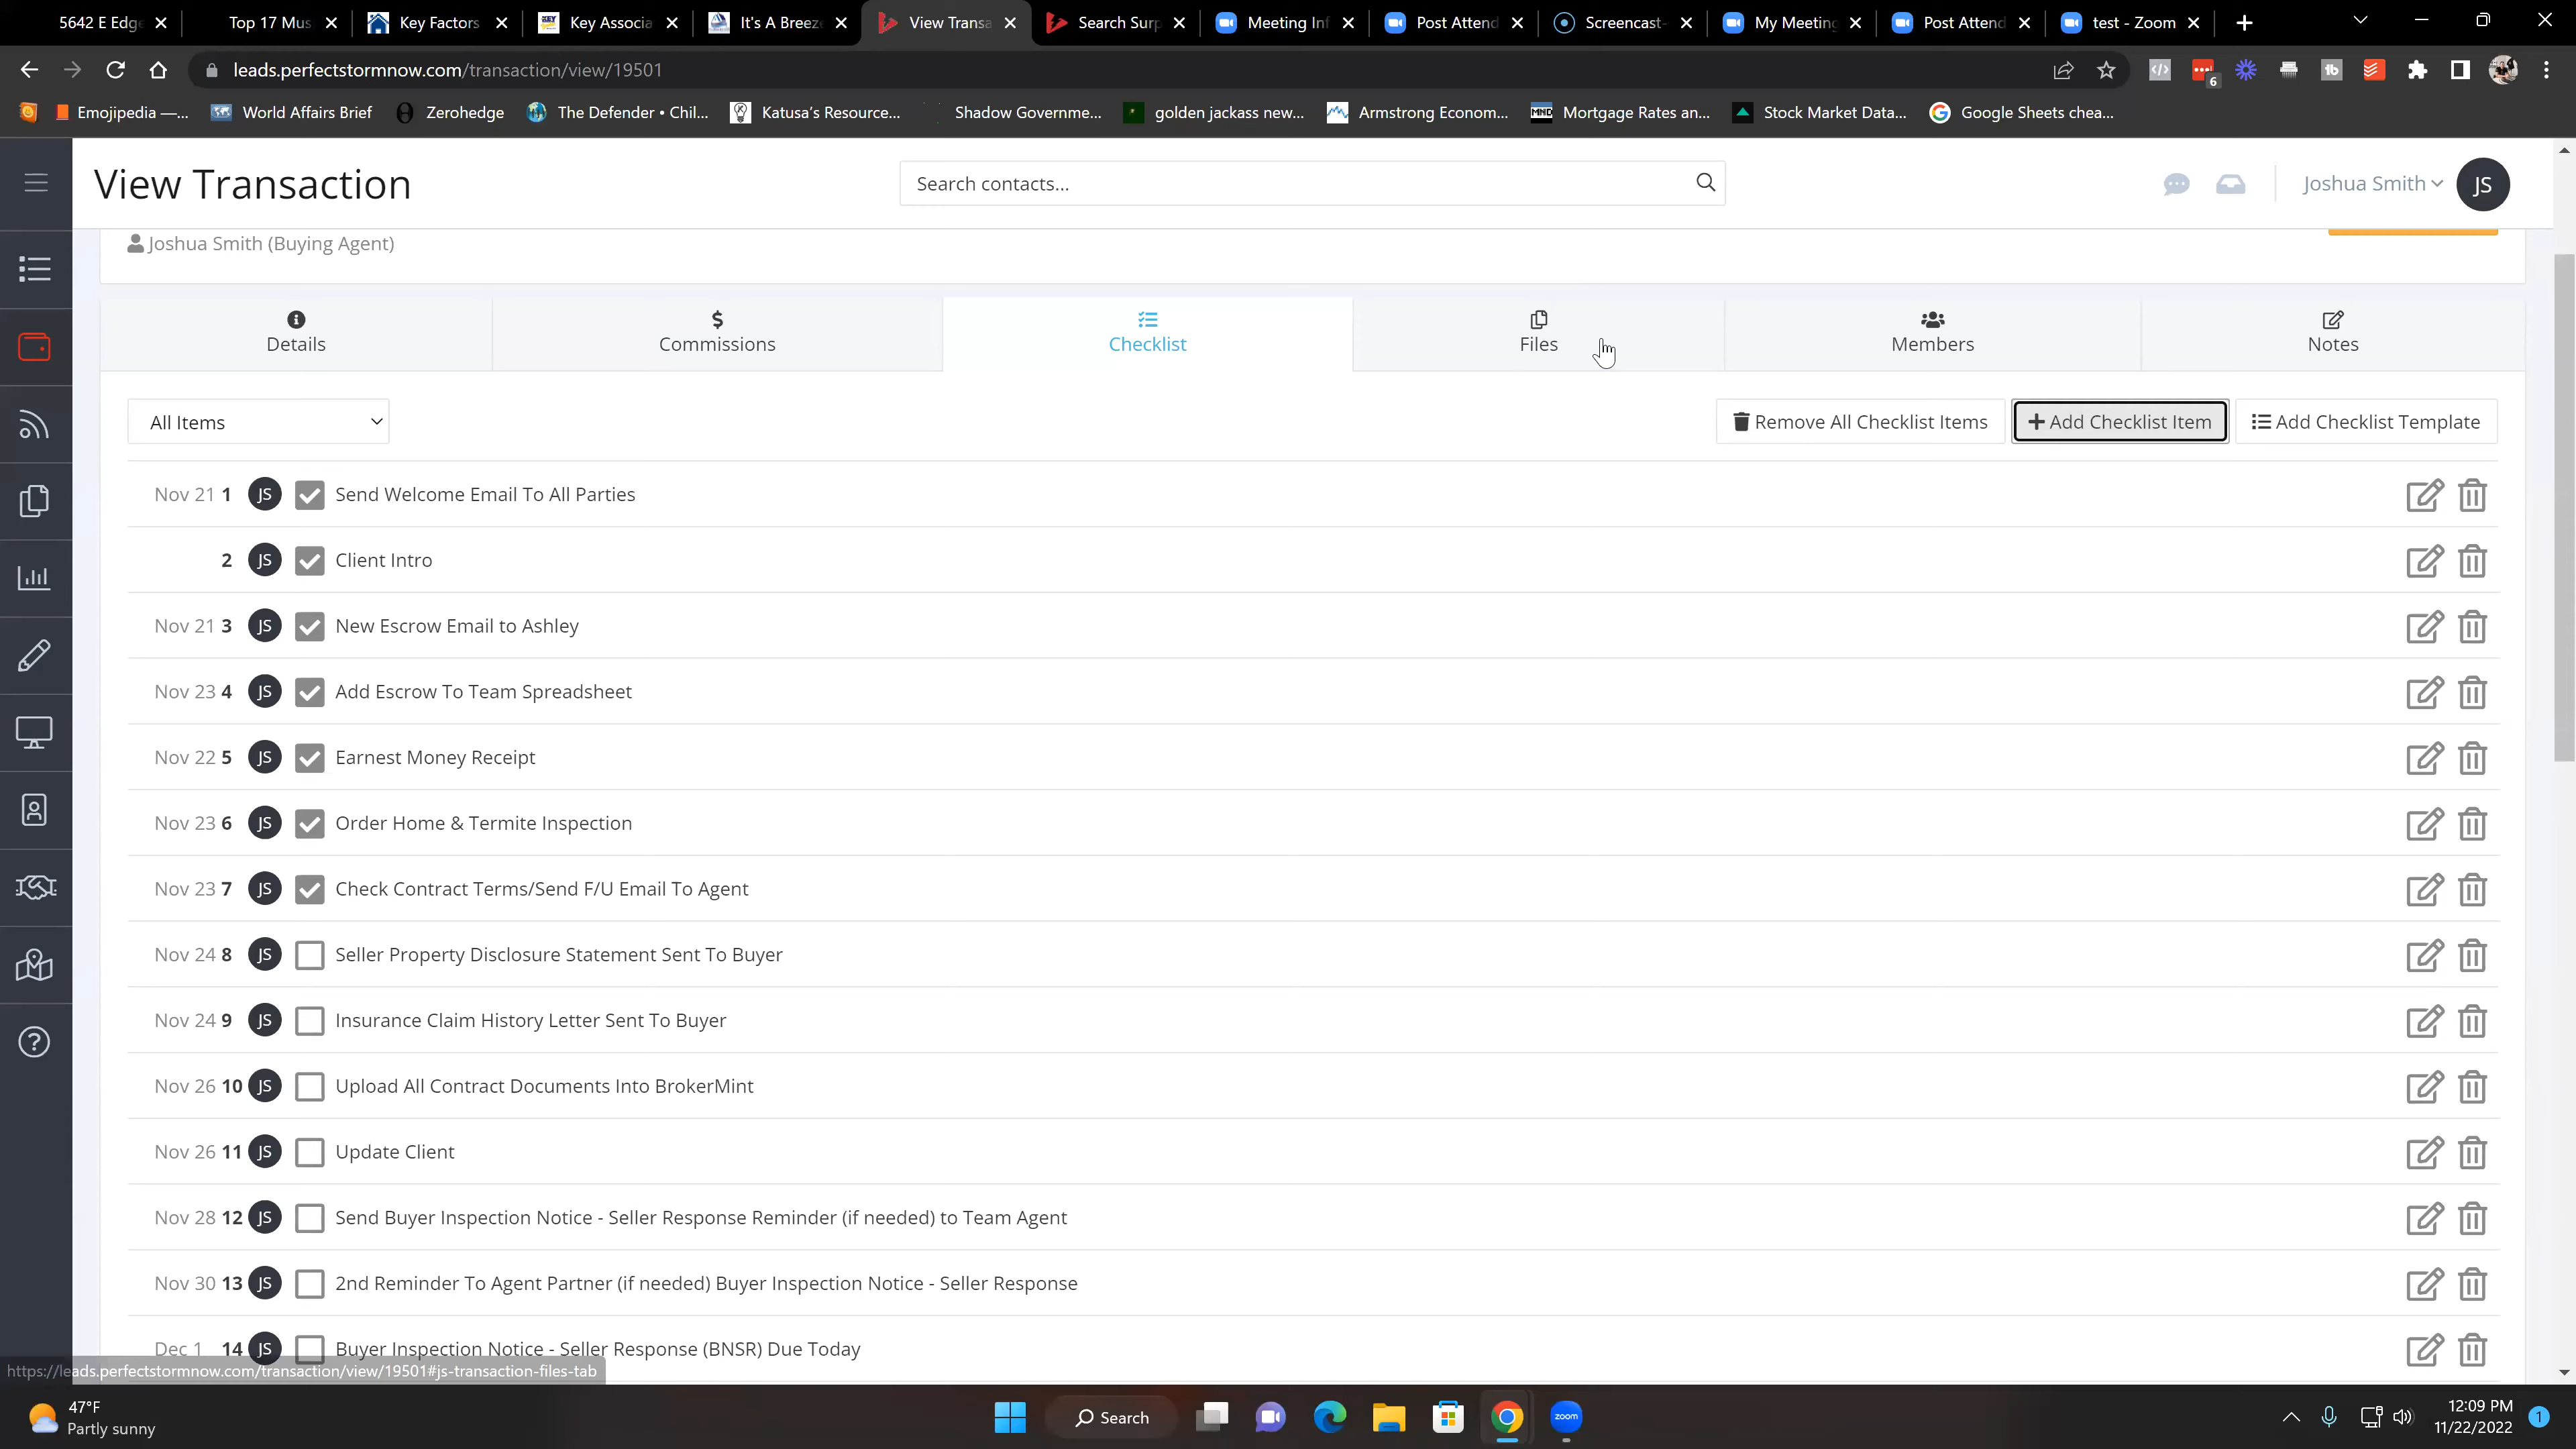 5642 E Edge
Top 17 Mus
Key Factors
Key Associa
It's A Breeze
View Transa
Search Surp
Meeting Inf
Post Attend
Screencast-
My Meeting
Post Attend
test - Zoom
leads.perfectstormnow.com/transaction/view/19501
6
Emojipedia —...
World Affairs Brief
Zerohedge
The Defender • Chil...
Katusa's Resource...
Shadow Governme...
golden jackass new...
Armstrong Econom...
MND
Mortgage Rates an...
Stock Market Data...
Google Sheets chea...
View Transaction
Search contacts...
Joshua Smith
JS
Joshua Smith (Buying Agent)
Details
Commissions
Checklist
Files
Members
Notes
All Items
Remove All Checklist Items
Add Checklist Item
Add Checklist Template
Nov 21 1 JS Send Welcome Email To All Parties
2 JS Client Intro
Nov 21 3 JS New Escrow Email to Ashley
Nov 23 4 JS Add Escrow To Team Spreadsheet
Nov 22 5 JS Earnest Money Receipt
Nov 23 6 JS Order Home & Termite Inspection
Nov 23 7 JS Check Contract Terms/Send F/U Email To Agent
Nov 24 8 JS Seller Property Disclosure Statement Sent To Buyer
Nov 24 9 JS Insurance Claim History Letter Sent To Buyer
Nov 26 10 JS Upload All Contract Documents Into BrokerMint
Nov 26 11 JS Update Client
Nov 28 12 JS Send Buyer Inspection Notice - Seller Response Reminder (if needed) to Team Agent
Nov 30 13 JS 2nd Reminder To Agent Partner (if needed) Buyer Inspection Notice - Seller Response
Dec 1 14 JS Buyer Inspection Notice - Seller Response (BNSR) Due Today
https://leads.perfectstormnow.com/transaction/view/19501#js-transaction-files-tab
47°F
Partly sunny
Search
zoom
12:09 PM
11/22/2022
1